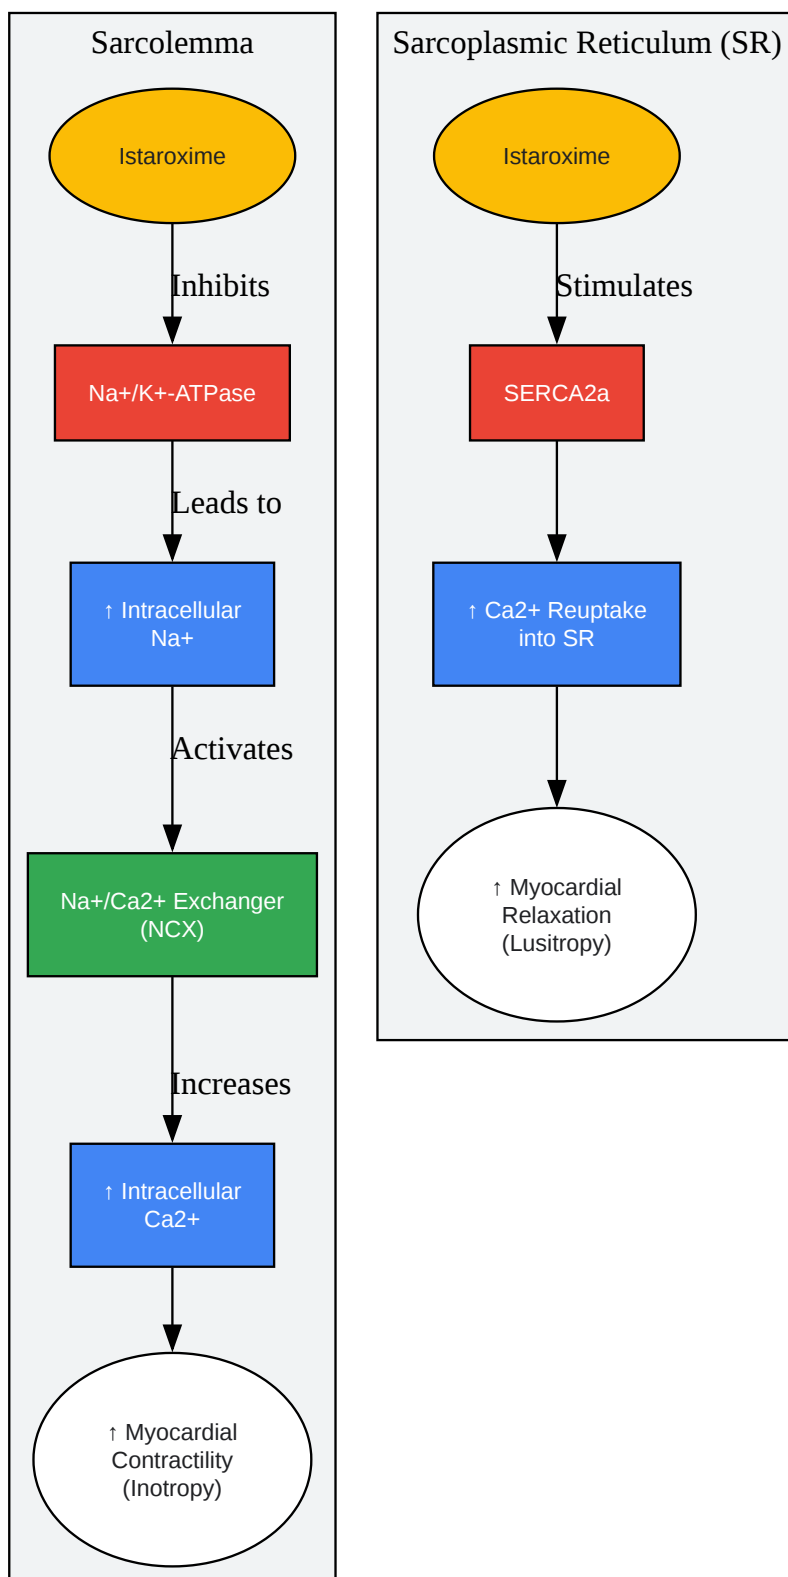 Sarcolemma
Istaroxime
Inhibits
Na+/K+-ATPase
Leads to
↑ Intracellular
Na+
Activates
Na+/Ca2+ Exchanger
(NCX)
Increases
↑ Intracellular
Ca2+
↑ Myocardial
Contractility
(Inotropy)
Sarcoplasmic Reticulum (SR)
Istaroxime
Stimulates
SERCA2a
↑ Ca2+ Reuptake
into SR
↑ Myocardial
Relaxation
(Lusitropy)